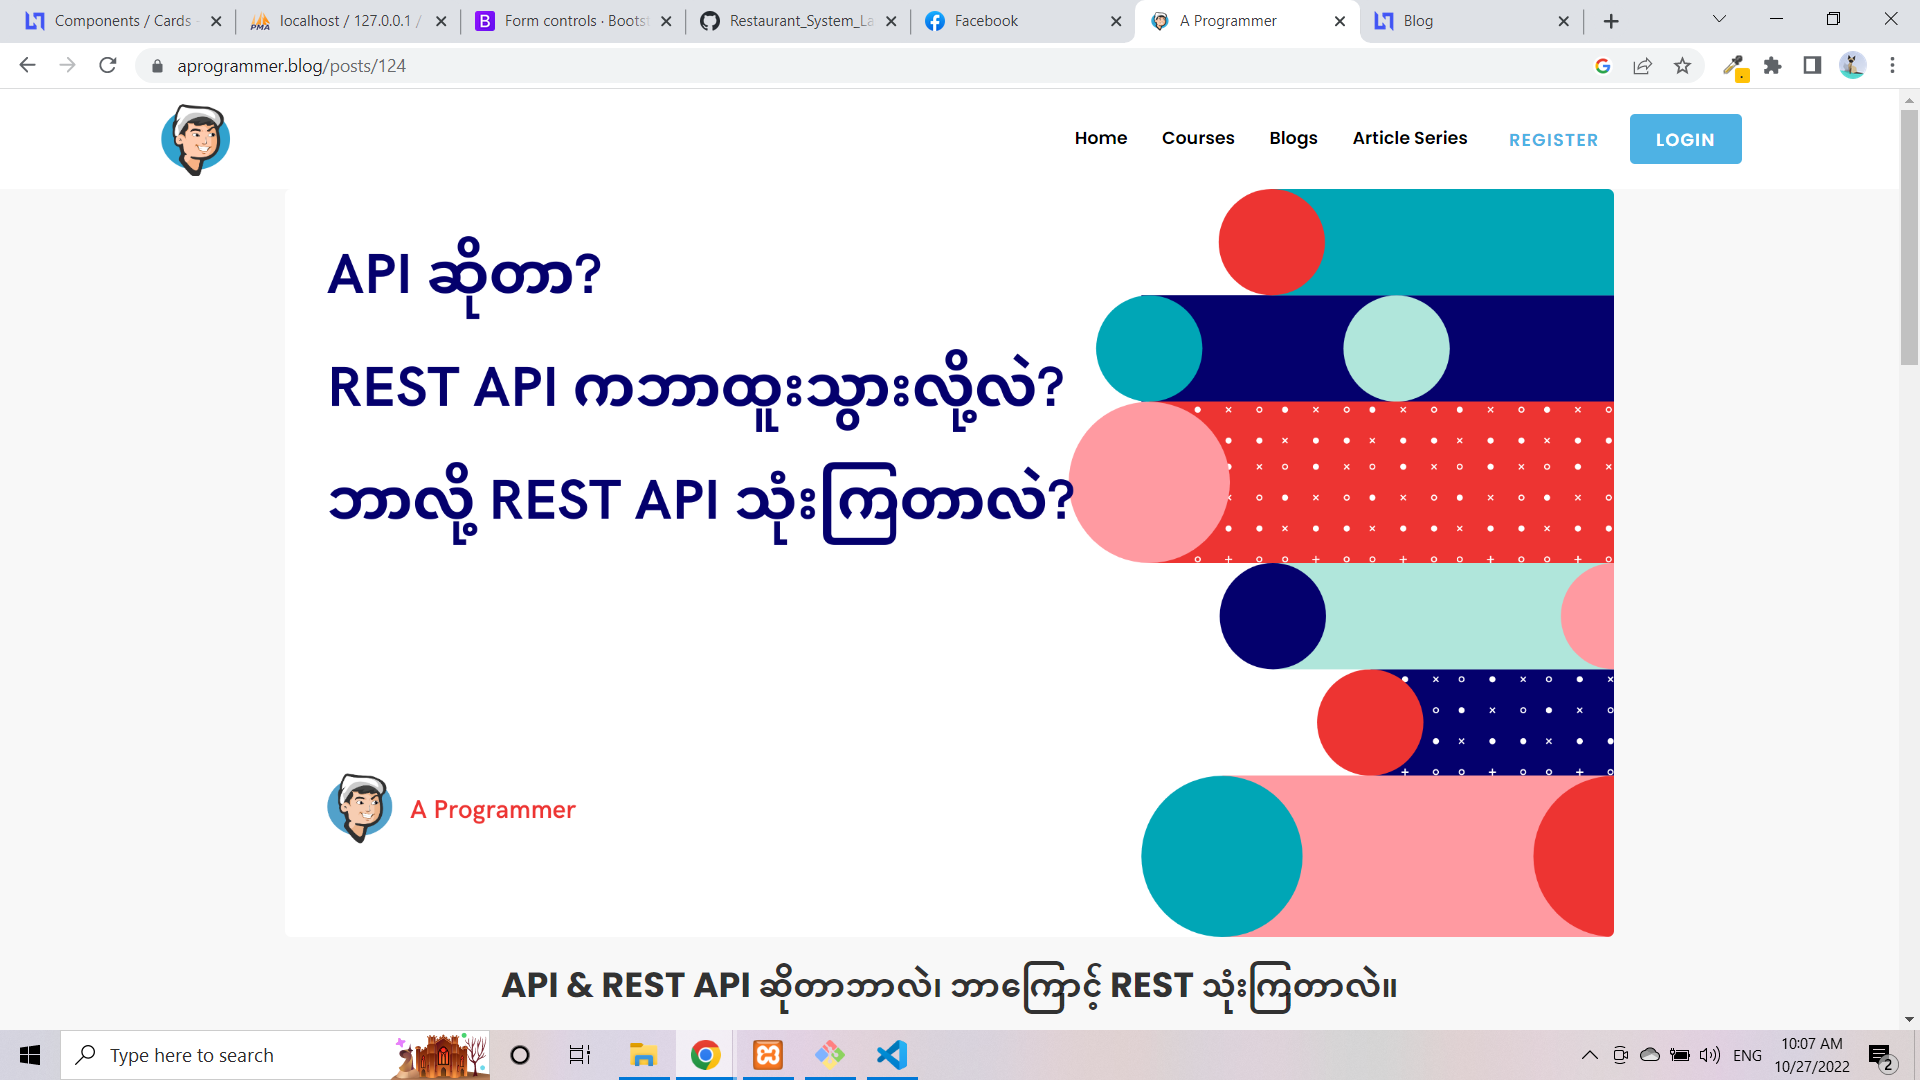 Components / Cards
localhost / 127.0.0.1 /
Form controls · Boots
Restaurant_System_La
Facebook
A Programmer
Blog
aprogrammer.blog/posts/124
Home
Courses
Blogs
Article Series
REGISTER
LOGIN
API ဆိုတာ?
REST API ကဘာထူးသွားလို့လဲ?
ဘာလို့ REST API သုံးကြတာလဲ?
A Programmer
API & REST API ဆိုတာဘာလဲ၊ ဘာကြောင့် REST သုံးကြတာလဲ။
Type here to search
ENG
10:07 AM
10/27/2022
2